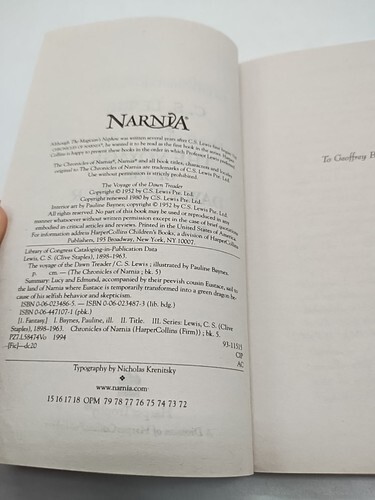 NARNIA
Although The Magician's Nephew was written several years after C.S. Lewis first began The
CHRONICLES OF NARNIA®, he wanted it to be read as the first book in the series. Harper
Collins is happy to present these books in the order in which Professor Lewis preferred.
The Chronicles of Narnia®, Narnia® and all book titles, characters and locales
original to The Chronicles of Narnia are trademarks of C.S. Lewis Pte. Ltd.
Use without permission is strictly prohibited.
The Voyage of the Dawn Treader
Copyright © 1952 by C.S. Lewis Pte. Ltd.
Copyright renewed 1980 by C.S. Lewis Pte. Ltd.
Interior art by Pauline Baynes; copyright © 1952 by C.S. Lewis Pte. Ltd.
All rights reserved. No part of this book may be used or reproduced in any
manner whatsoever without written permission except in the case of brief quotations
embodied in critical articles and reviews. Printed in the United States of America.
For information address HarperCollins Children's Books, a division of HarperCollins
Publishers, 195 Broadway, New York, NY 10007.
Library of Congress Cataloging-in-Publication Data
Lewis, C.S. (Clive Staples), 1898-1963.
The voyage of the Dawn Treader / C. S. Lewis ; illustrated by Pauline Baynes.
p. cm. — (The Chronicles of Narnia ; bk. 5)
Summary: Lucy and Edmund, accompanied by their peevish cousin Eustace, sail to
the land of Narnia where Eustace is temporarily transformed into a green dragon be-
cause of his selfish behavior and skepticism.
ISBN 0-06-023486-5. — ISBN 0-06-023487-3 (lib. bdg.)
ISBN 0-06-447107-1 (pbk.)
[1. Fantasy.] I. Baynes, Pauline, ill. II. Title. III. Series: Lewis, C. S. (Clive
Staples), 1898-1963. Chronicles of Narnia (HarperCollins (Firm)) ; bk. 5.
PZ7.L58474Vo 1994 93-11515
[Fic]—dc20 CIP
AC
Typography by Nicholas Krenitsky
www.narnia.com
15 16 17 18 OPM 79 78 77 76 75 74 73 72
To Geoffrey